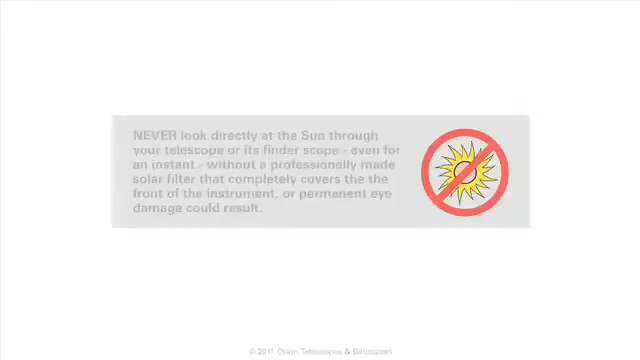 NEVER look directly at the Sun through
your telescope or its finder scope - even for
an instant - without a professionally made
solar filter that completely covers the the
front of the instrument, or permanent eye
damage could result.
© 2011 Orion Telescopes & Binoculars